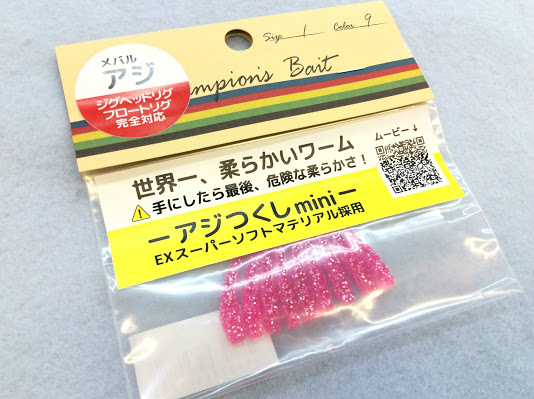 Size 1 Color 9
メバル
アジ
ジグヘッドリグ
フロートリグ
完全対応
mpion's Bait
ムービー↓
世界一、柔らかいワーム
手にしたら最後、危険な柔らかさ！
ーアジつくしminiー
EXスーパーソフトマテリアル採用